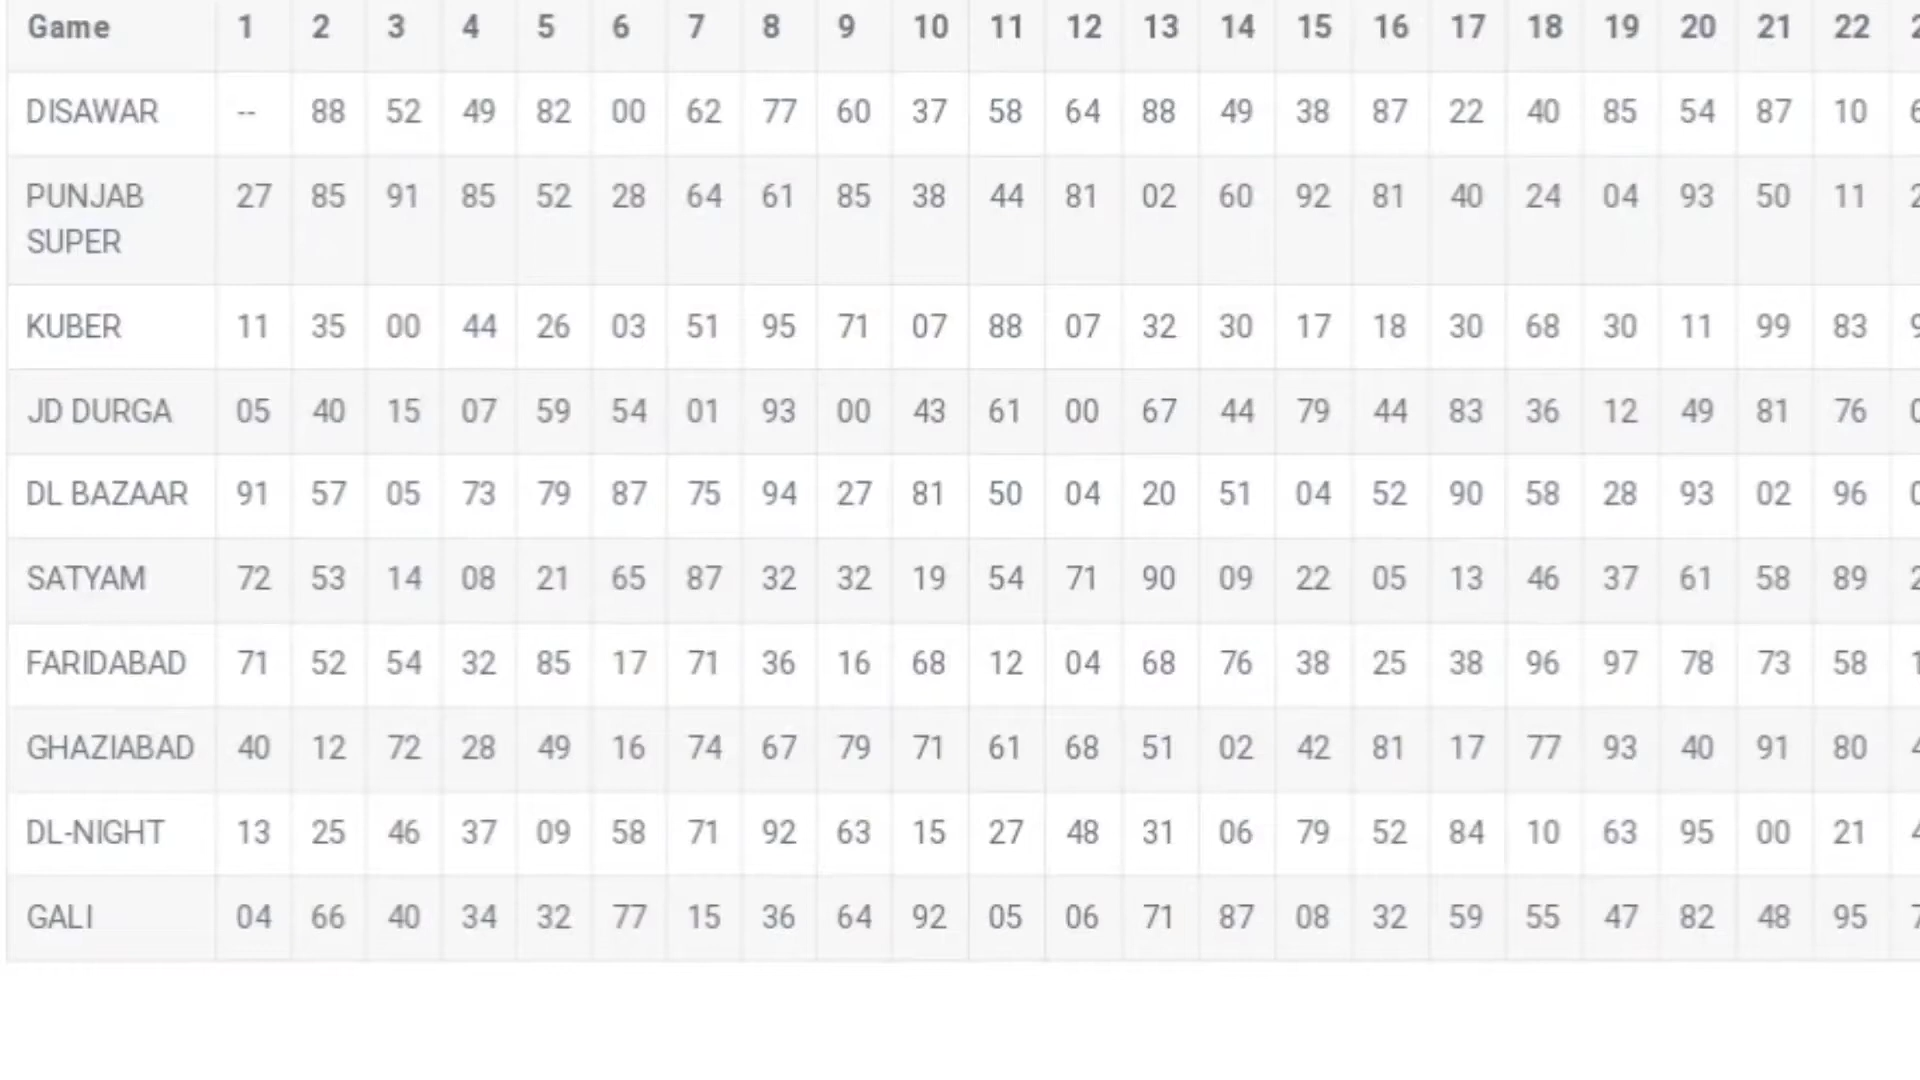 Game 1 2 3 4 5 6 7 8 9 10 11 12 13 14 15 16 17 18 19 20 21 22
DISAWAR -- 88 52 49 82 00 62 77 60 37 58 64 88 49 38 87 22 40 85 54 87 10
PUNJAB 27 85 91 85 52 28 64 61 85 38 44 81 02 60 92 81 40 24 04 93 50 11
SUPER
KUBER 11 35 00 44 26 03 51 95 71 07 88 07 32 30 17 18 30 68 30 11 99 83
JD DURGA 05 40 15 07 59 54 01 93 00 43 61 00 67 44 79 44 83 36 12 49 81 76
DL BAZAAR 91 57 05 73 79 87 75 94 27 81 50 04 20 51 04 52 90 58 28 93 02 96
SATYAM 72 53 14 08 21 65 87 32 32 19 54 71 90 09 22 05 13 46 37 61 58 89
FARIDABAD 71 52 54 32 85 17 71 36 16 68 12 04 68 76 38 25 38 96 97 78 73 58
GHAZIABAD 40 12 72 28 49 16 74 67 79 71 61 68 51 02 42 81 17 77 93 40 91 80
DL-NIGHT 13 25 46 37 09 58 71 92 63 15 27 48 31 06 79 52 84 10 63 95 00 21
GALI 04 66 40 34 32 77 15 36 64 92 05 06 71 87 08 32 59 55 47 82 48 95